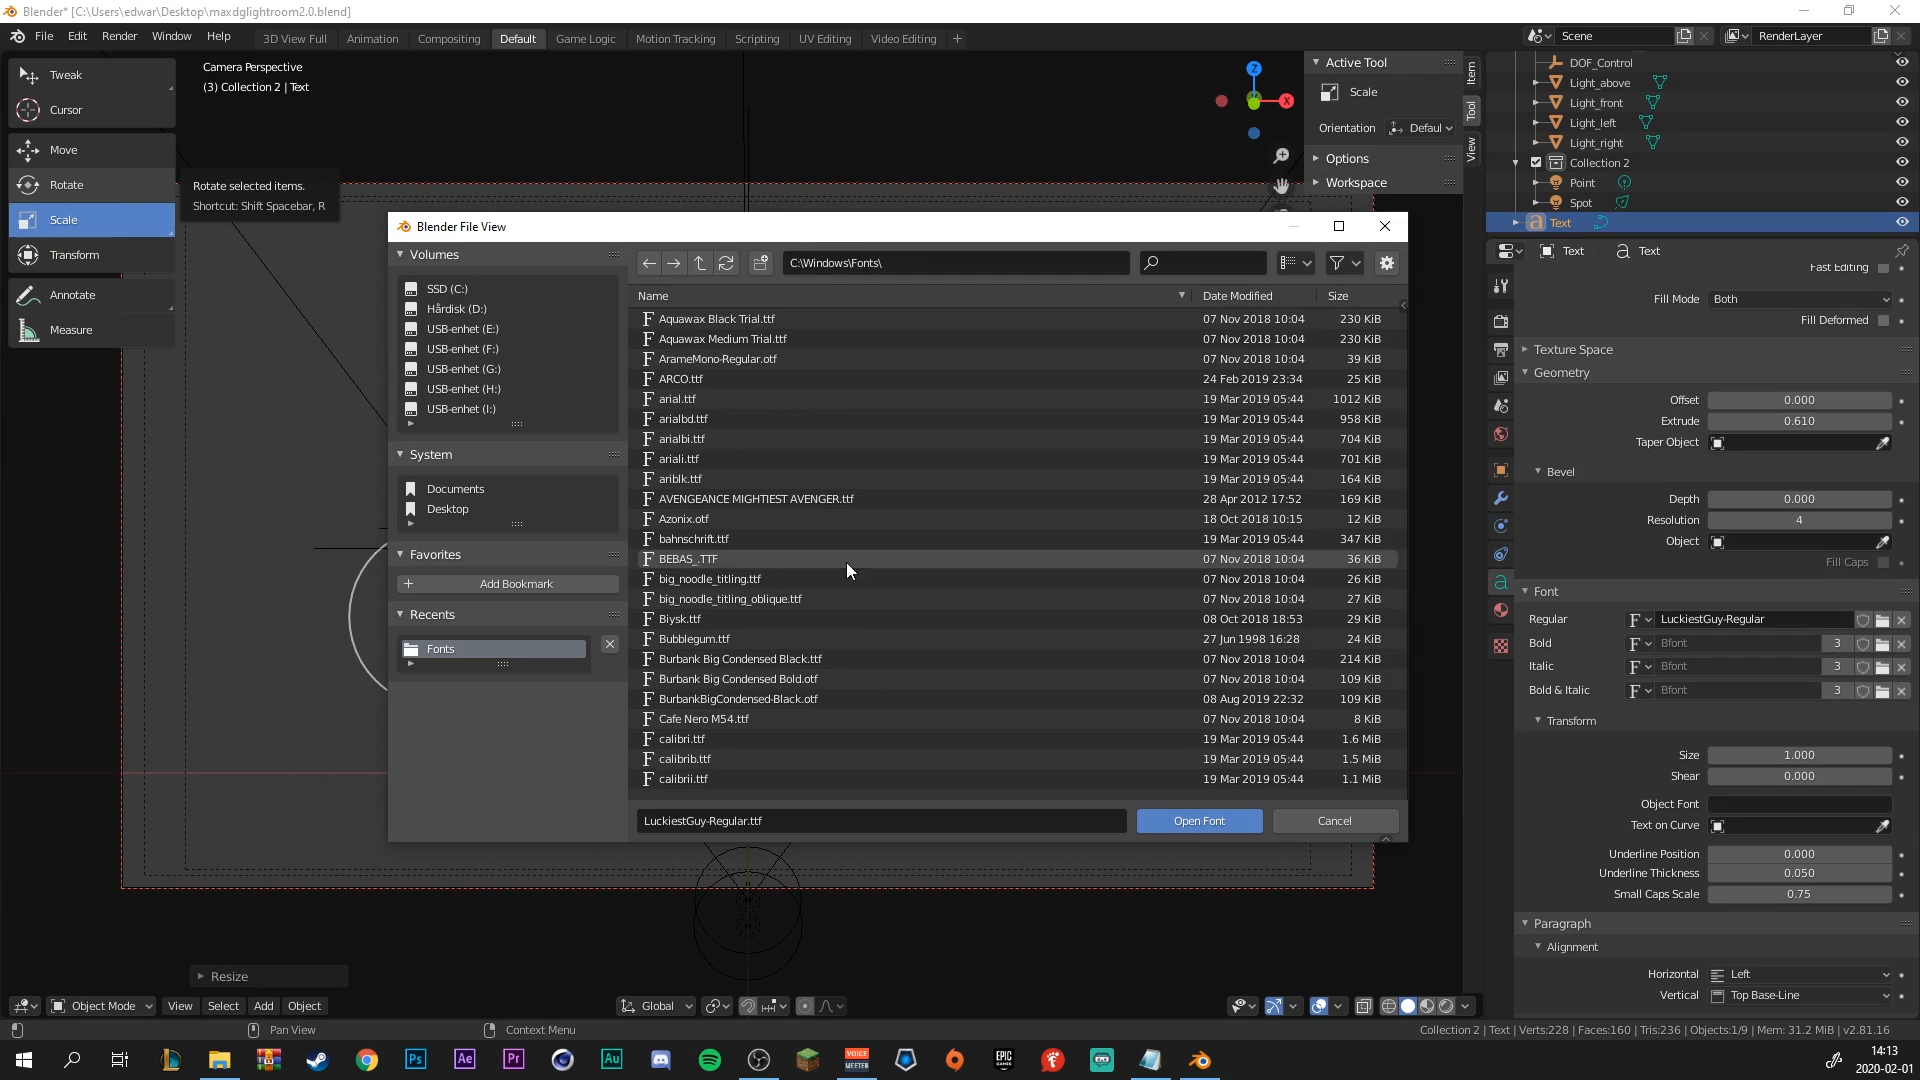 Blender* [C:\Users\edwar\Desktop\maxdglightroom2.0.blend]
File Edit Render Window Help 3D View Full Animation Compositing Default Game Logic Motion Tracking Scripting UV Editing Video Editing + Scene RenderLayer
Tweak
Cursor
Move
Rotate
Scale
Transform
Annotate
Measure
Camera Perspective
(3) Collection 2 | Text
Rotate selected items.
Shortcut: Shift Spacebar, R
Z
X
Active Tool
Scale
Orientation Defaul
Options
Workspace
Item
Tool
View
DOF_Control
Light_above
Light_front
Light_left
Light_right
Collection 2
Point
Spot
Text
Blender File View
Volumes
SSD (C:)
Hårdisk (D:)
USB-enhet (E:)
USB-enhet (F:)
USB-enhet (G:)
USB-enhet (H:)
USB-enhet (I:)
System
Documents
Desktop
Favorites
+ Add Bookmark
Recents
Fonts
C:\Windows\Fonts\
Name Date Modified Size
F Aquawax Black Trial.ttf 07 Nov 2018 10:04 230 KiB
F Aquawax Medium Trial.ttf 07 Nov 2018 10:04 230 KiB
F ArameMono-Regular.otf 07 Nov 2018 10:04 39 KiB
F ARCO.ttf 24 Feb 2019 23:34 25 KiB
F arial.ttf 19 Mar 2019 05:44 1012 KiB
F arialbd.ttf 19 Mar 2019 05:44 958 KiB
F arialbi.ttf 19 Mar 2019 05:44 704 KiB
F ariali.ttf 19 Mar 2019 05:44 701 KiB
F ariblk.ttf 19 Mar 2019 05:44 164 KiB
F AVENGEANCE MIGHTIEST AVENGER.ttf 28 Apr 2012 17:52 169 KiB
F Azonix.otf 18 Oct 2018 10:15 12 KiB
F bahnschrift.ttf 19 Mar 2019 05:44 347 KiB
F BEBAS_.TTF 07 Nov 2018 10:04 36 KiB
F big_noodle_titling.ttf 07 Nov 2018 10:04 26 KiB
F big_noodle_titling_oblique.ttf 07 Nov 2018 10:04 27 KiB
F Biysk.ttf 08 Oct 2018 18:53 29 KiB
F Bubblegum.ttf 27 Jun 1998 16:28 24 KiB
F Burbank Big Condensed Black.ttf 07 Nov 2018 10:04 214 KiB
F Burbank Big Condensed Bold.otf 07 Nov 2018 10:04 109 KiB
F BurbankBigCondensed-Black.otf 08 Aug 2019 22:32 109 KiB
F Cafe Nero M54.ttf 07 Nov 2018 10:04 8 KiB
F calibri.ttf 19 Mar 2019 05:44 1.6 MiB
F calibrib.ttf 19 Mar 2019 05:44 1.5 MiB
F calibrii.ttf 19 Mar 2019 05:44 1.1 MiB
LuckiestGuy-Regular.ttf Open Font Cancel
Text a Text
Fast Editing
Fill Mode Both
Fill Deformed
Texture Space
Geometry
Offset 0.000
Extrude 0.610
Taper Object
Bevel
Depth 0.000
Resolution 4
Object
Fill Caps
Font
Regular F LuckiestGuy-Regular
Bold F Bfont 3
Italic F Bfont 3
Bold & Italic F Bfont 3
Transform
Size 1.000
Shear 0.000
Object Font
Text on Curve
Underline Position 0.000
Underline Thickness 0.050
Small Caps Scale 0.75
Paragraph
Alignment
Horizontal Left
Vertical Top Base-Line
Resize
Object Mode View Select Add Object Global
Pan View Context Menu Collection 2 | Text | Verts:228 | Faces:160 | Tris:236 | Objects:1/9 | Mem: 31.2 MiB | v2.81.16
Ps Ae Pr Au VOICE MEETER EPIC GAMES
14:13
2020-02-01